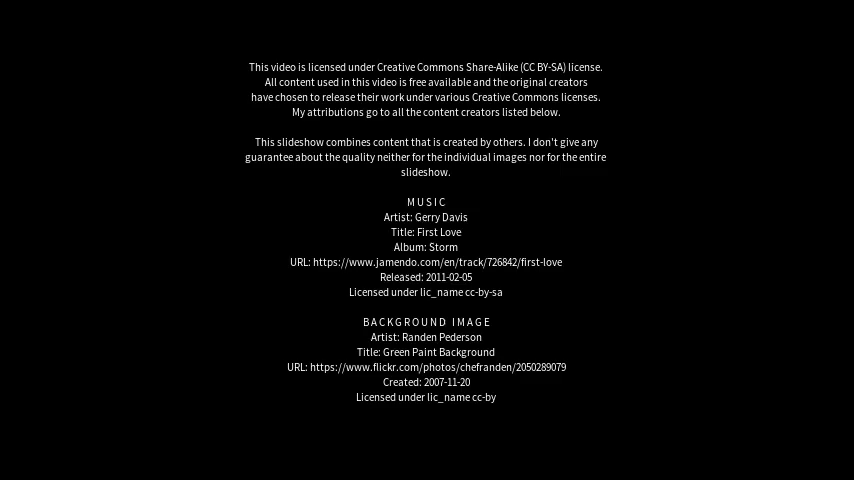 This video is licensed under Creative Commons Share-Alike (CC BY-SA) license.
All content used in this video is free available and the original creators
have chosen to release their work under various Creative Commons licenses.
My attributions go to all the content creators listed below.
This slideshow combines content that is created by others. I don't give any
guarantee about the quality neither for the individual images nor for the entire
slideshow.
MUSIC
Artist: Gerry Davis
Title: First Love
Album: Storm
URL: https://www.jamendo.com/en/track/726842/first-love
Released: 2011-02-05
Licensed under lic_name cc-by-sa
BACKGROUND IMAGE
Artist: Randen Pederson
Title: Green Paint Background
URL: https://www.flickr.com/photos/chefranden/2050289079
Created: 2007-11-20
Licensed under lic_name cc-by